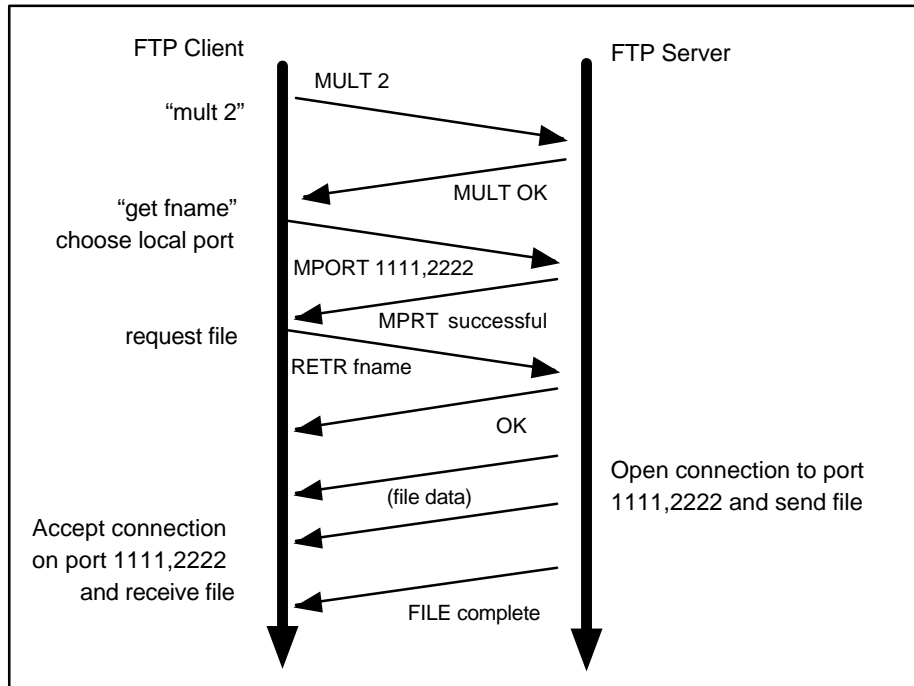 FTP Client
FTP Server
MULT 2
“mult 2”
MULT OK
“get fname”
choose local port
MPORT 1111,2222
MPRT successful
request file
RETR fname
OK
Open connection to port
1111,2222 and send file
(file data)
Accept connection
on port 1111,2222
and receive file
FILE complete